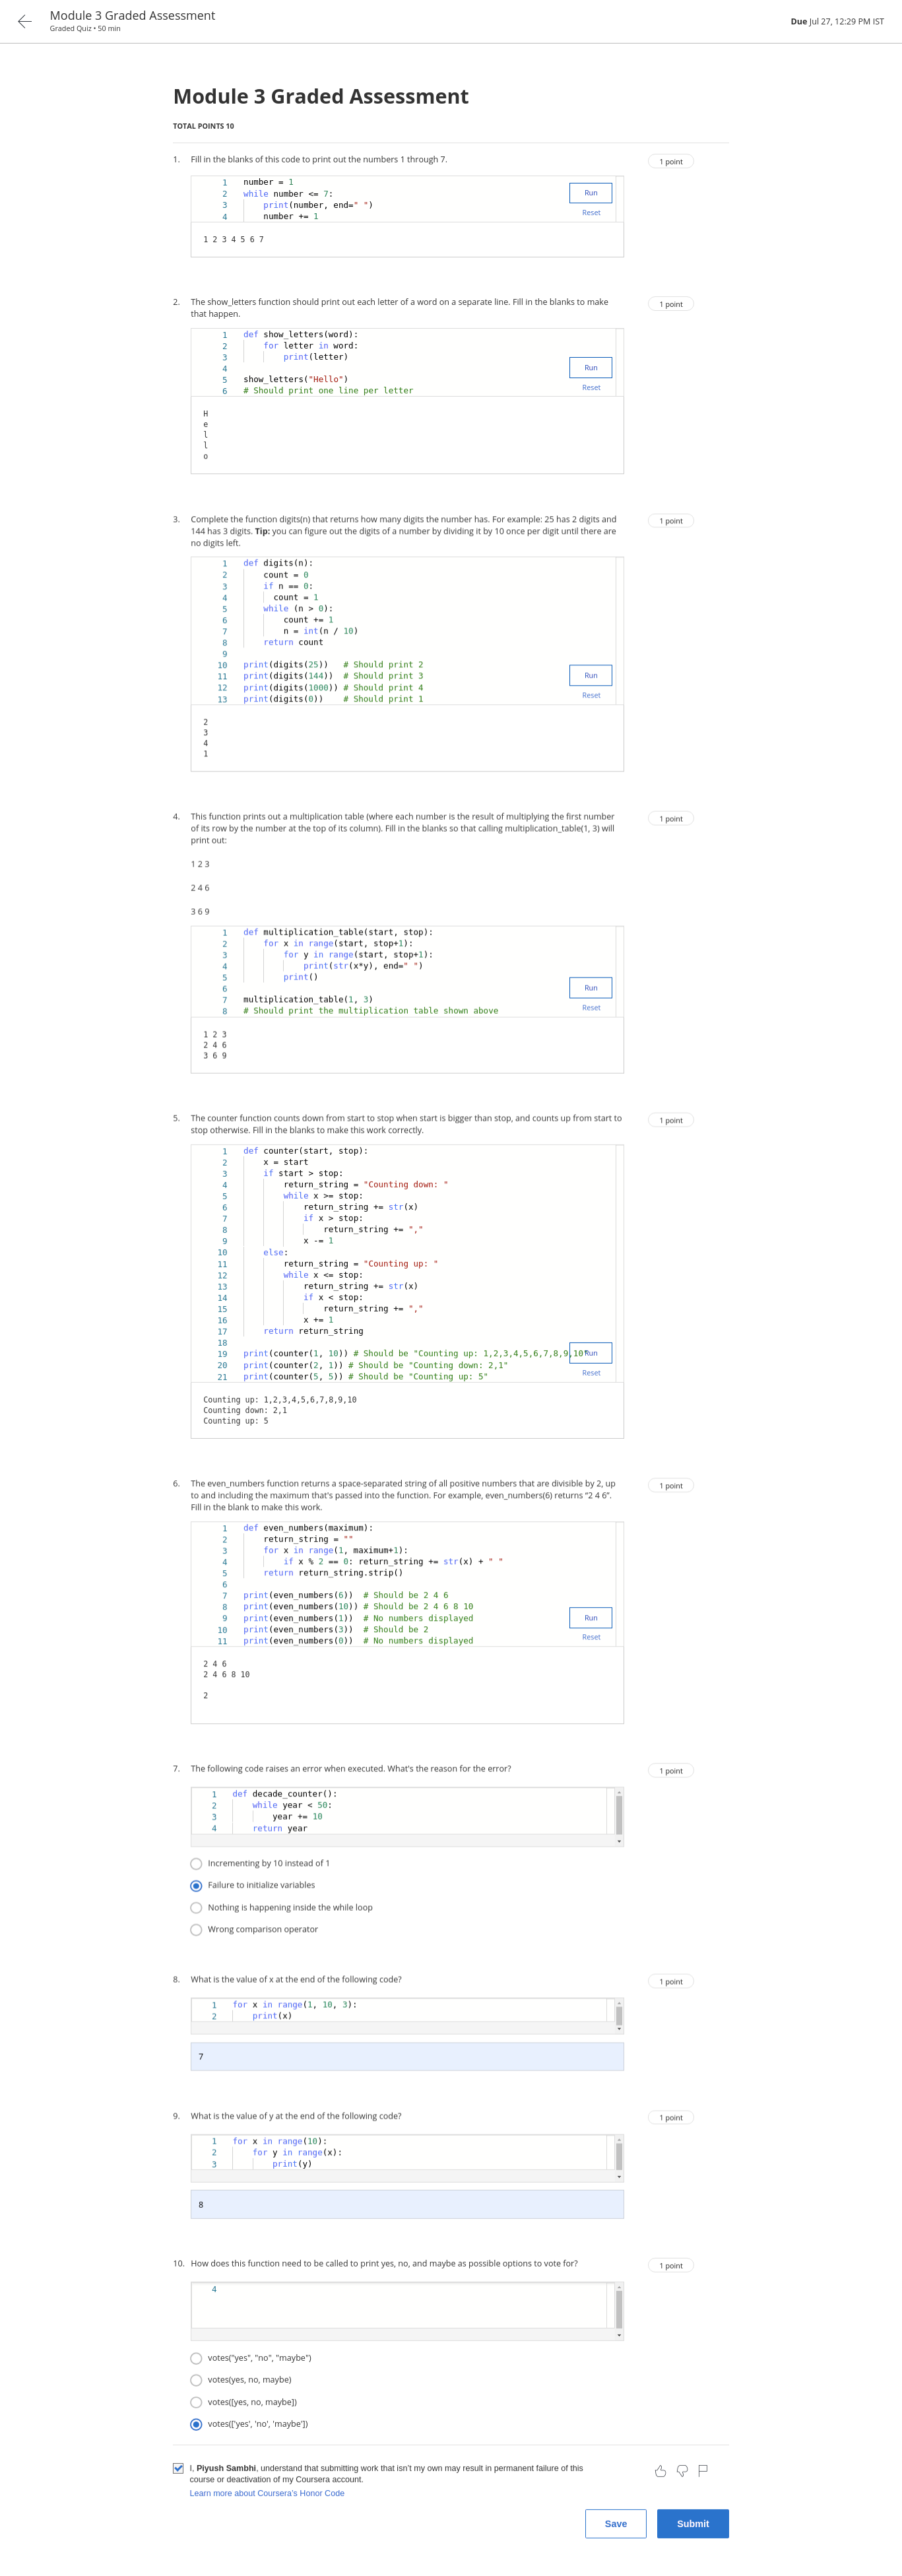 Module 3 Graded Assessment
Graded Quiz • 50 min
Due Jul 27, 12:29 PM IST
Module 3 Graded Assessment
TOTAL POINTS 10
1. Fill in the blanks of this code to print out the numbers 1 through 7.
1 point
1 number = 1
2 while number <= 7:
3     print(number, end=" ")
4     number += 1
Run
Reset
1 2 3 4 5 6 7
2. The show_letters function should print out each letter of a word on a separate line. Fill in the blanks to make
that happen.
1 point
1 def show_letters(word):
2     for letter in word:
3         print(letter)
4
5 show_letters("Hello")
6 # Should print one line per letter
Run
Reset
H
e
l
l
o
3. Complete the function digits(n) that returns how many digits the number has. For example: 25 has 2 digits and
144 has 3 digits. Tip: you can figure out the digits of a number by dividing it by 10 once per digit until there are
no digits left.
1 point
1 def digits(n):
2     count = 0
3     if n == 0:
4       count = 1
5     while (n > 0):
6         count += 1
7         n = int(n / 10)
8     return count
9
10 print(digits(25))   # Should print 2
11 print(digits(144))  # Should print 3
12 print(digits(1000)) # Should print 4
13 print(digits(0))    # Should print 1
Run
Reset
2
3
4
1
4. This function prints out a multiplication table (where each number is the result of multiplying the first number
of its row by the number at the top of its column). Fill in the blanks so that calling multiplication_table(1, 3) will
print out:
1 point
1 2 3
2 4 6
3 6 9
1 def multiplication_table(start, stop):
2     for x in range(start, stop+1):
3         for y in range(start, stop+1):
4             print(str(x*y), end=" ")
5         print()
6
7 multiplication_table(1, 3)
8 # Should print the multiplication table shown above
Run
Reset
1 2 3
2 4 6
3 6 9
5. The counter function counts down from start to stop when start is bigger than stop, and counts up from start to
stop otherwise. Fill in the blanks to make this work correctly.
1 point
1 def counter(start, stop):
2     x = start
3     if start > stop:
4         return_string = "Counting down: "
5         while x >= stop:
6             return_string += str(x)
7             if x > stop:
8                 return_string += ","
9             x -= 1
10     else:
11         return_string = "Counting up: "
12         while x <= stop:
13             return_string += str(x)
14             if x < stop:
15                 return_string += ","
16             x += 1
17     return return_string
18
19 print(counter(1, 10)) # Should be "Counting up: 1,2,3,4,5,6,7,8,9,10"
20 print(counter(2, 1)) # Should be "Counting down: 2,1"
21 print(counter(5, 5)) # Should be "Counting up: 5"
Run
Reset
Counting up: 1,2,3,4,5,6,7,8,9,10
Counting down: 2,1
Counting up: 5
6. The even_numbers function returns a space-separated string of all positive numbers that are divisible by 2, up
to and including the maximum that's passed into the function. For example, even_numbers(6) returns “2 4 6”.
Fill in the blank to make this work.
1 point
1 def even_numbers(maximum):
2     return_string = ""
3     for x in range(1, maximum+1):
4         if x % 2 == 0: return_string += str(x) + " "
5     return return_string.strip()
6
7 print(even_numbers(6))  # Should be 2 4 6
8 print(even_numbers(10)) # Should be 2 4 6 8 10
9 print(even_numbers(1))  # No numbers displayed
10 print(even_numbers(3))  # Should be 2
11 print(even_numbers(0))  # No numbers displayed
Run
Reset
2 4 6
2 4 6 8 10
2
7. The following code raises an error when executed. What's the reason for the error?
1 point
1 def decade_counter():
2     while year < 50:
3         year += 10
4     return year
Incrementing by 10 instead of 1
Failure to initialize variables
Nothing is happening inside the while loop
Wrong comparison operator
8. What is the value of x at the end of the following code?
1 point
1 for x in range(1, 10, 3):
2     print(x)
7
9. What is the value of y at the end of the following code?
1 point
1 for x in range(10):
2     for y in range(x):
3         print(y)
8
10. How does this function need to be called to print yes, no, and maybe as possible options to vote for?
1 point
4
votes("yes", "no", "maybe")
votes(yes, no, maybe)
votes([yes, no, maybe])
votes(['yes', 'no', 'maybe'])
I, Piyush Sambhi, understand that submitting work that isn’t my own may result in permanent failure of this
course or deactivation of my Coursera account.
Learn more about Coursera’s Honor Code
Save
Submit